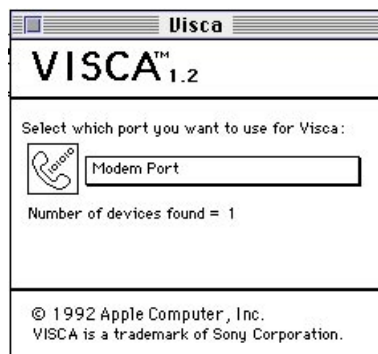 Visca
VISCA™1.2
Select which port you want to use for Visca:
Modem Port
Number of devices found = 1
© 1992 Apple Computer, Inc.
VISCA is a trademark of Sony Corporation.